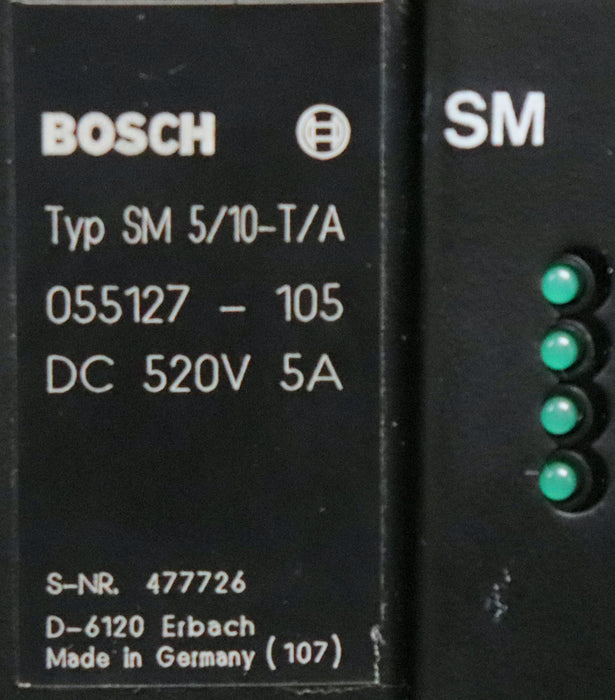 BOSCH
SM
Typ SM 5/10-T/A
055127 - 105
DC 520V 5A
S-NR. 477726
D-6120 Erbach
Made in Germany (107)